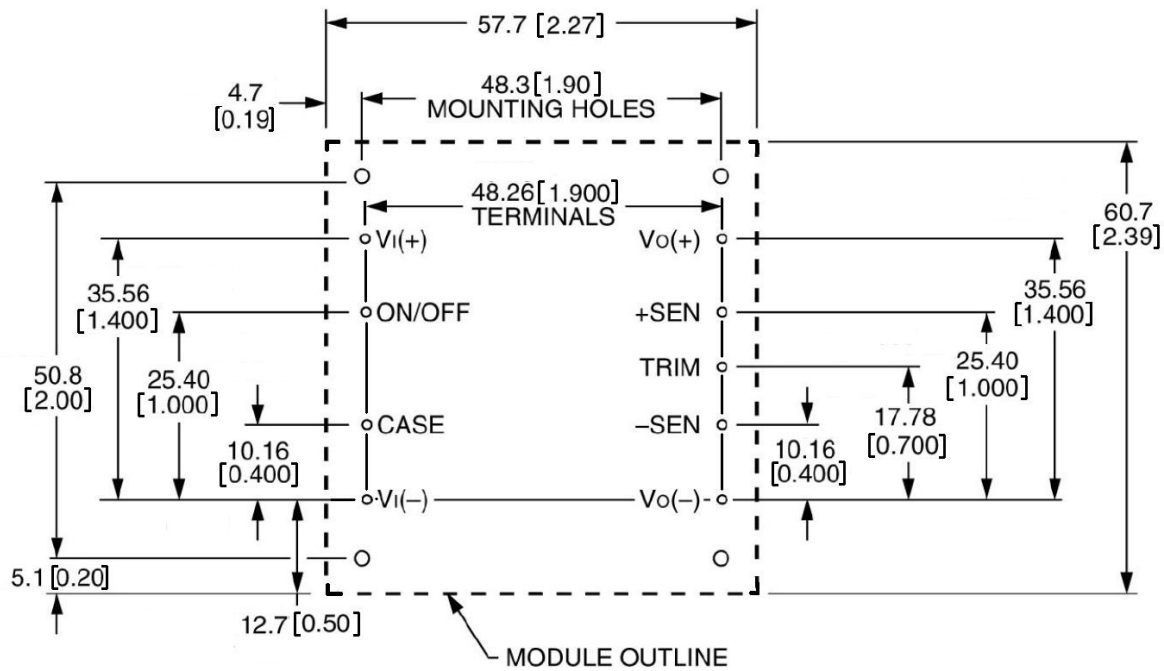 57.7 [2.27]
4.7
[0.19]
48.3[1.90]
MOUNTING HOLES
48.26[1.900]
TERMINALS
60.7
[2.39]
VI(+)
VO(+)
35.56
[1.400]
35.56
[1.400]
ON/OFF
+SEN
50.8
[2.00]
25.40
[1.000]
TRIM
25.40
[1.000]
CASE
–SEN
17.78
[0.700]
10.16
[0.400]
10.16
[0.400]
VI(–)
VO(–)
5.1[0.20]
12.7[0.50]
MODULE OUTLINE